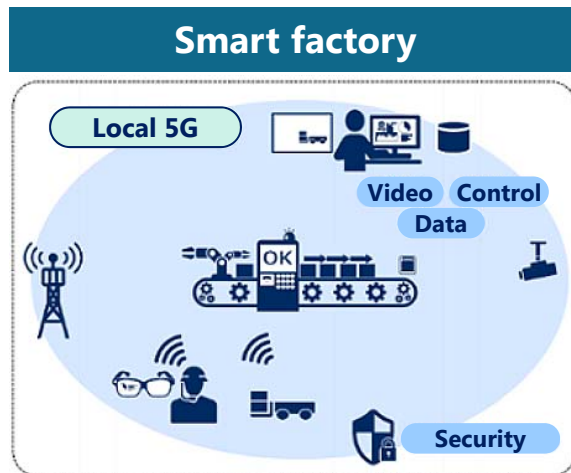 Smart factory
Local 5G
Video Control
Data
OK
Security